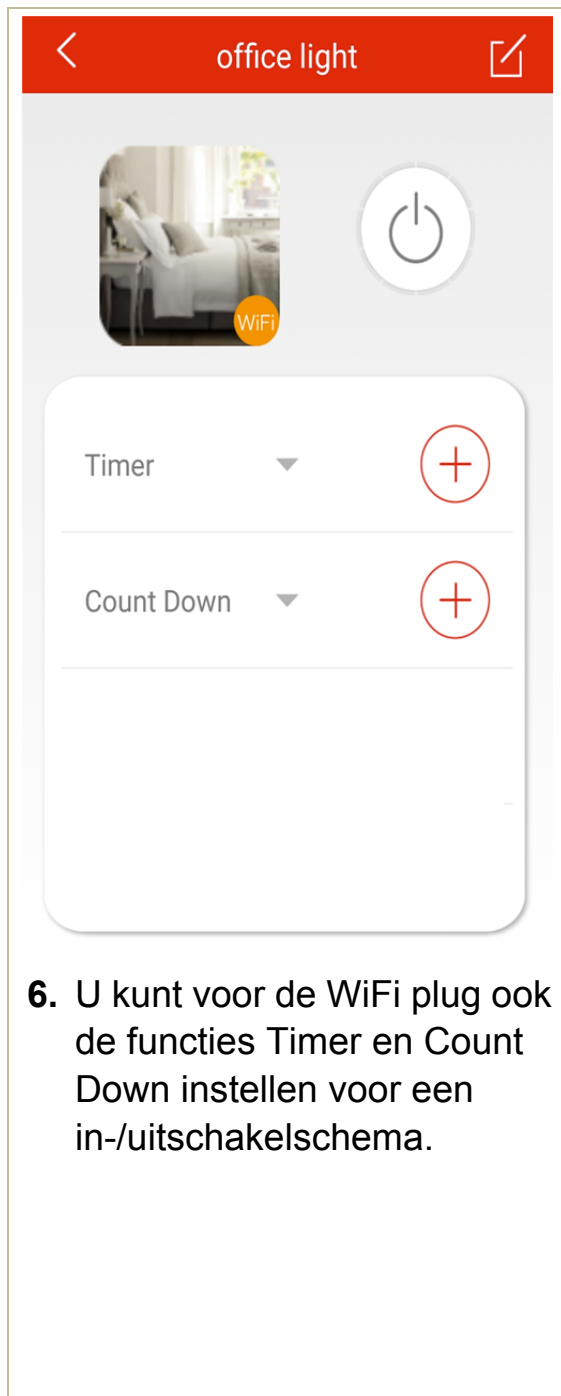 office light
WiFi
Timer
Count Down
6. U kunt voor de WiFi plug ook
de functies Timer en Count
Down instellen voor een
in-/uitschakelschema.